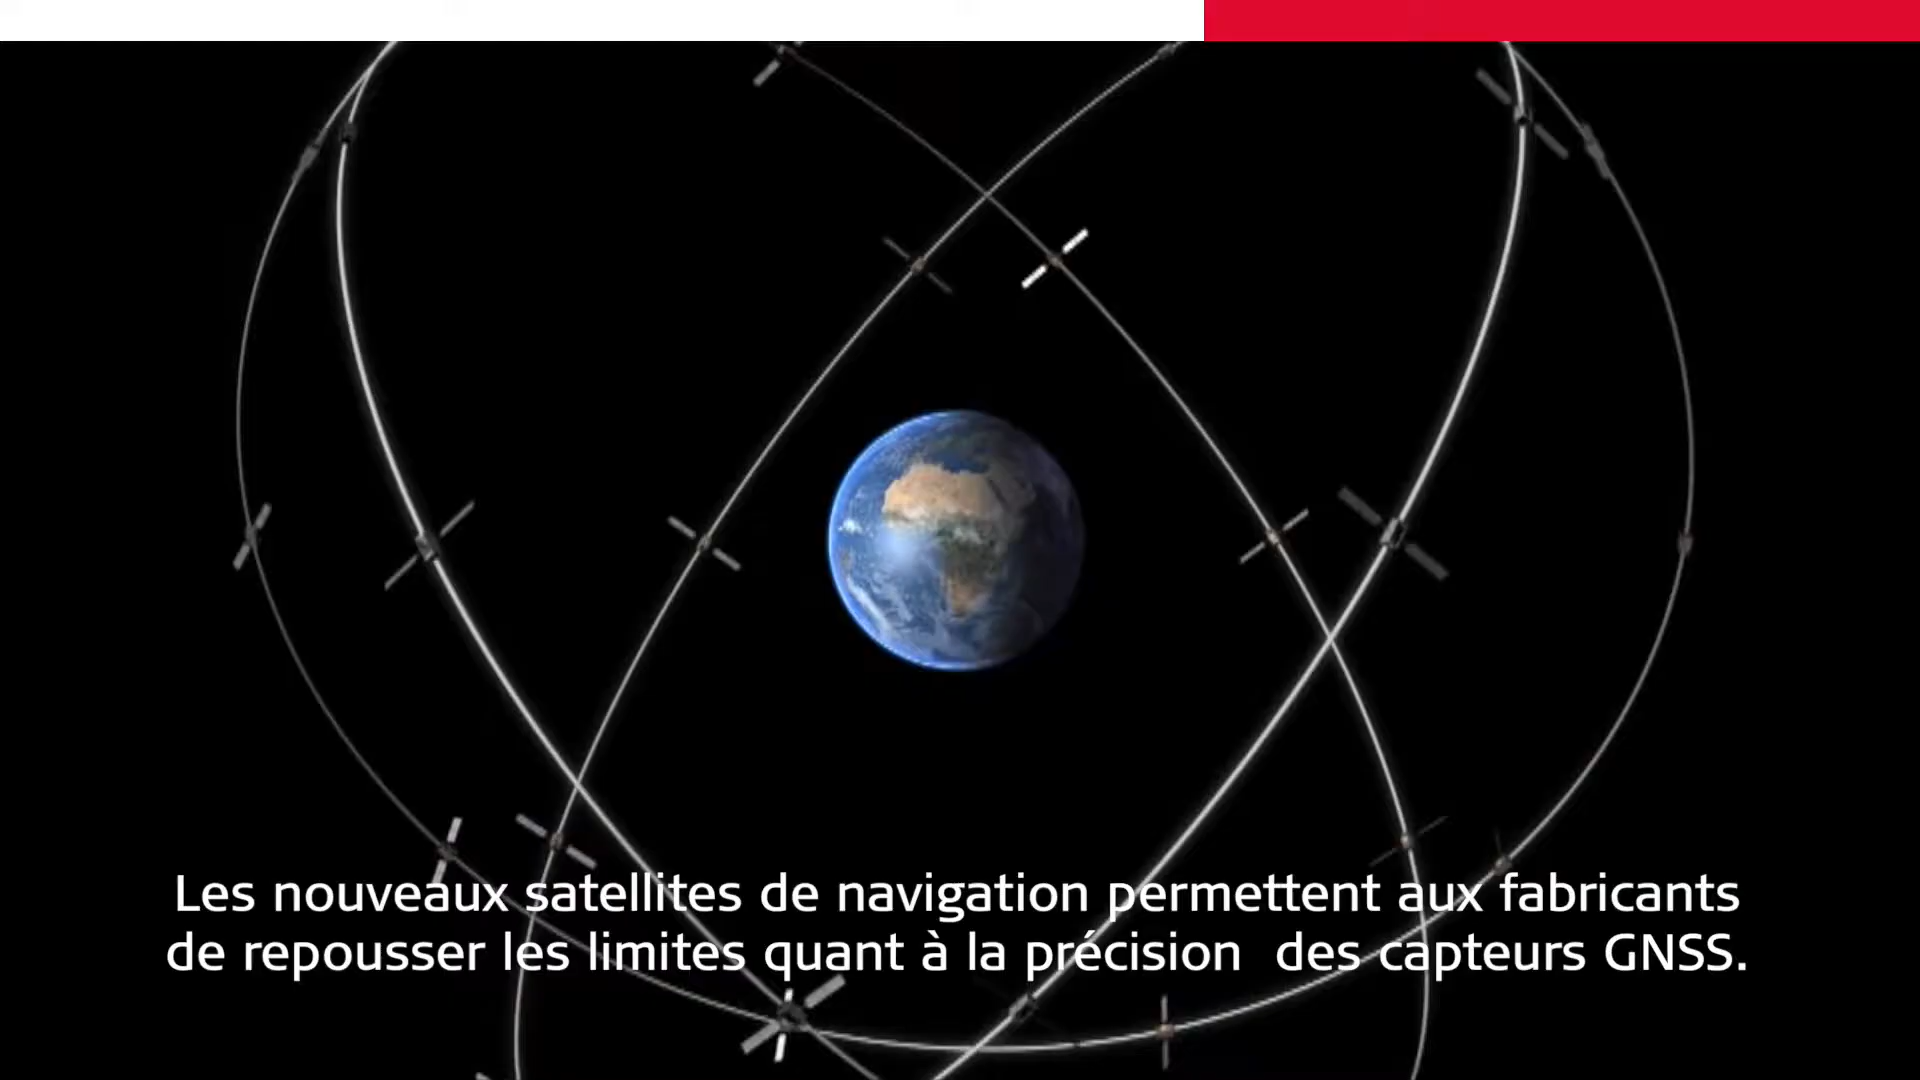 Les nouveaux satellites de navigation permettent aux fabricants
de repousser les limites quant à la précision  des capteurs GNSS.